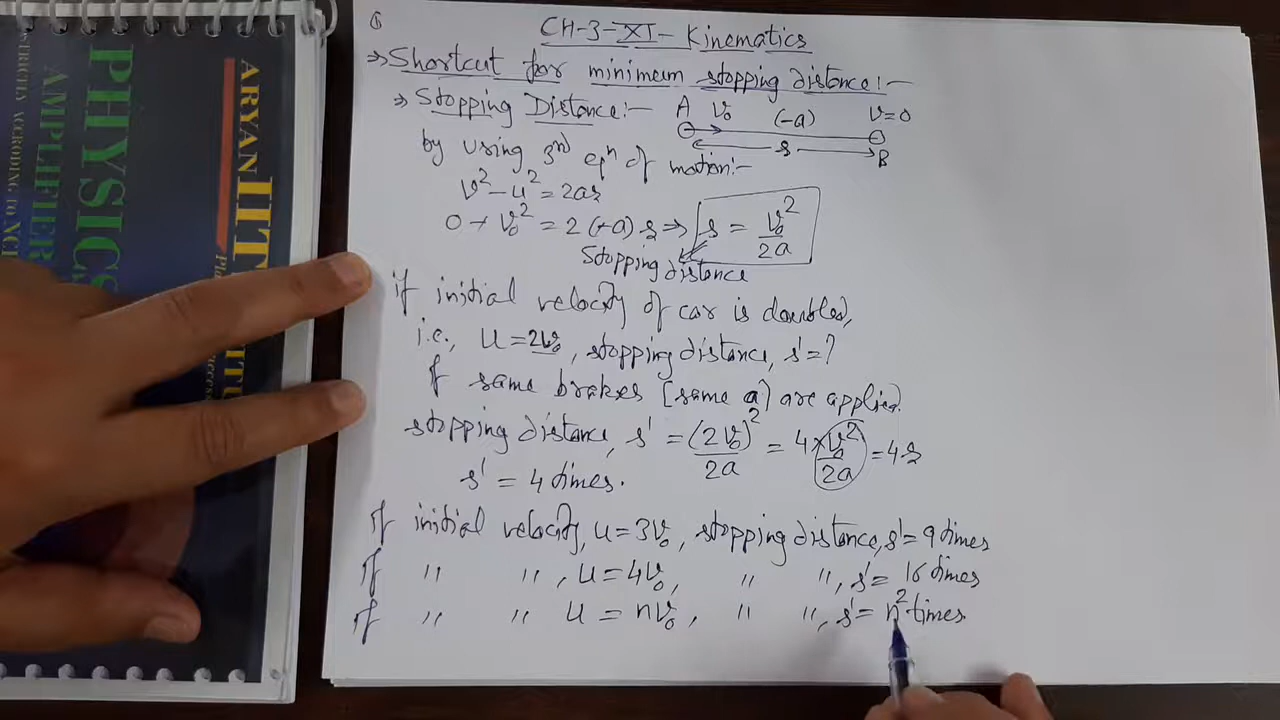 ①
CH-3-XI- Kinematics
⇒Shortcut for minimum stopping distance:-
⇒ Stopping Distance:-
A V₀ (-a) V=0
s B
by using 3rd eqn of motion:-
V² - u² = 2as
0 - V₀² = 2 (-a) s ⇒ s = V₀²/2a
Stopping distance
if initial velocity of car is doubled,
i.e., u = 2V₀, stopping distance, s' = ?
If same brakes [same a] are applied.
stopping distance, s' = (2V₀)²/2a = 4 × V₀²/2a = 4s
s' = 4 times.
If initial velocity, u = 3V₀, stopping distance, s' = 9 times
If " ", u = 4V₀, " ", s' = 16 times
If " " u = nV₀, " ", s' = n² times.
PHYSICS
AMPLIFIER
ARYAN IIT